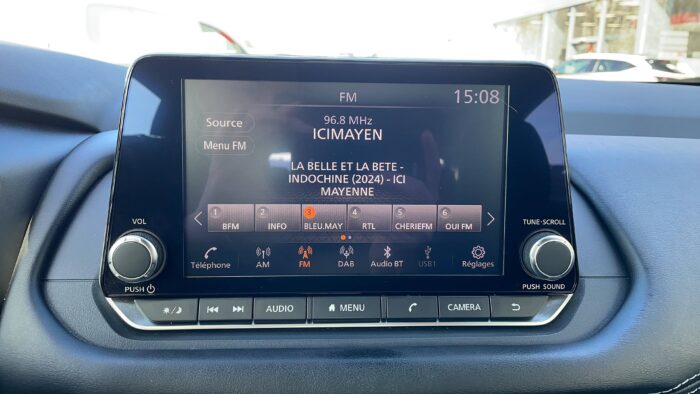 FM 15:08
Source
96.8 MHz
ICIMAYEN
Menu FM
LA BELLE ET LA BETE -
INDOCHINE (2024) - ICI
MAYENNE
1 2 3 4 5 6
BFM INFO BLEU.MAY RTL CHERIEFM OUI FM
VOL TUNE·SCROLL
Téléphone AM FM DAB Audio BT USB1 Réglages
PUSH PUSH SOUND
AUDIO MENU CAMERA